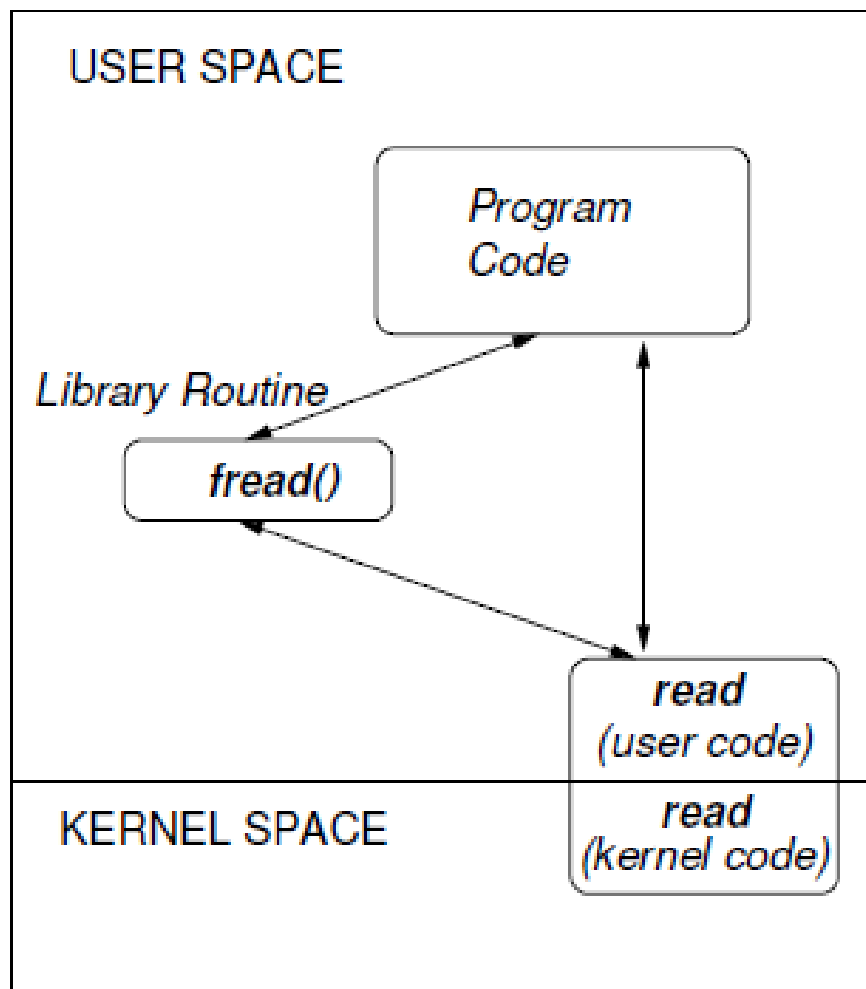 USER SPACE
Program
Code
Library Routine
fread()
read
(user code)
KERNEL SPACE
read
(kernel code)